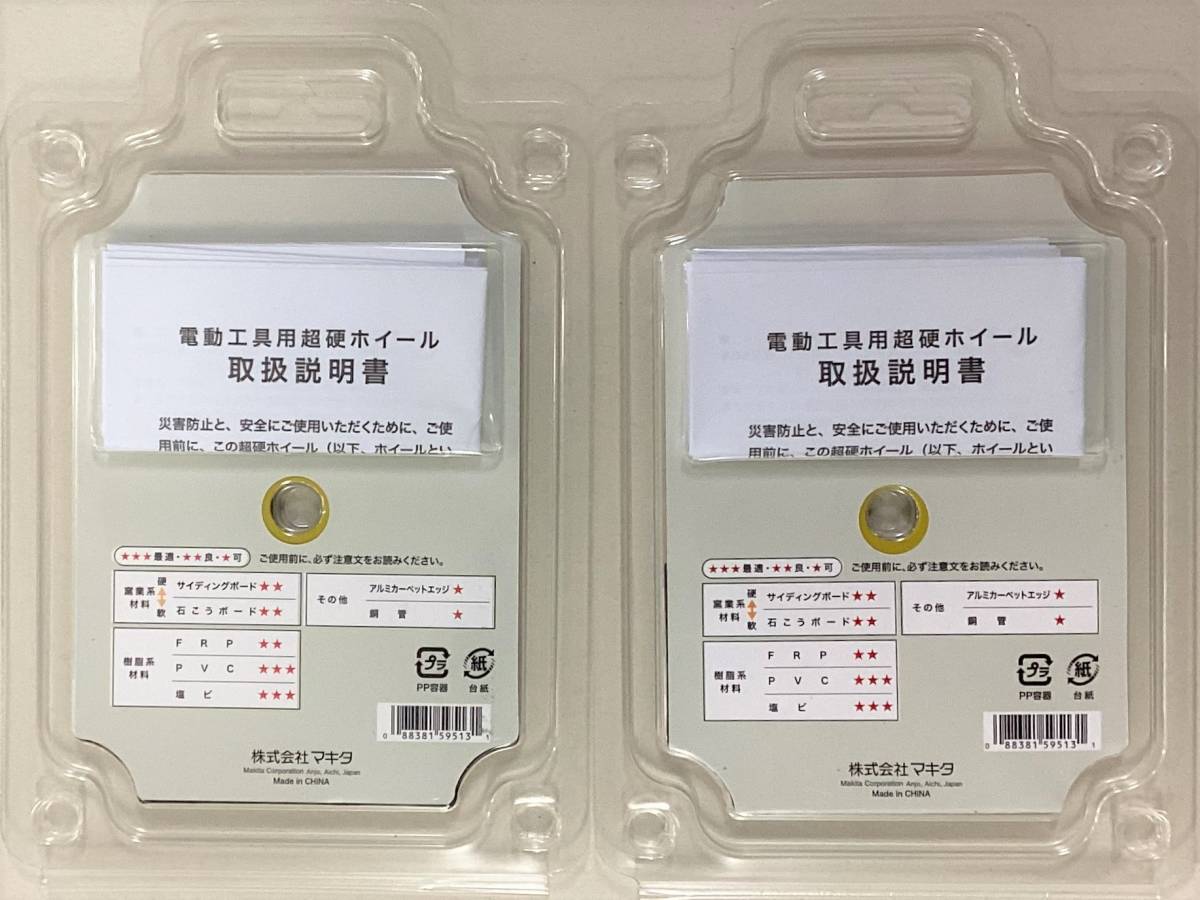 電動工具用超硬ホイール
取扱説明書
災害防止と、安全にご使用いただくために、ご使
用前に、この超硬ホイール（以下、ホイールとい
★★★最適・★★良・★可 ご使用前に、必ず注意文をお読みください。
窯業系材料 硬 軟
サイディングボード ★★
石こうボード ★★
その他
アルミカーペットエッジ ★
銅管 ★
樹脂系材料
FRP ★★
PVC ★★★
塩ビ ★★★
プラ
PP容器
紙
台紙
0 88381 59513 1
株式会社マキタ
Makita Corporation Anjo, Aichi, Japan
Made in CHINA
電動工具用超硬ホイール
取扱説明書
災害防止と、安全にご使用いただくために、ご使
用前に、この超硬ホイール（以下、ホイールとい
★★★最適・★★良・★可 ご使用前に、必ず注意文をお読みください。
窯業系材料 硬 軟
サイディングボード ★★
石こうボード ★★
その他
アルミカーペットエッジ ★
銅管 ★
樹脂系材料
FRP ★★
PVC ★★★
塩ビ ★★★
プラ
PP容器
紙
台紙
0 88381 59513 1
株式会社マキタ
Makita Corporation Anjo, Aichi, Japan
Made in CHINA